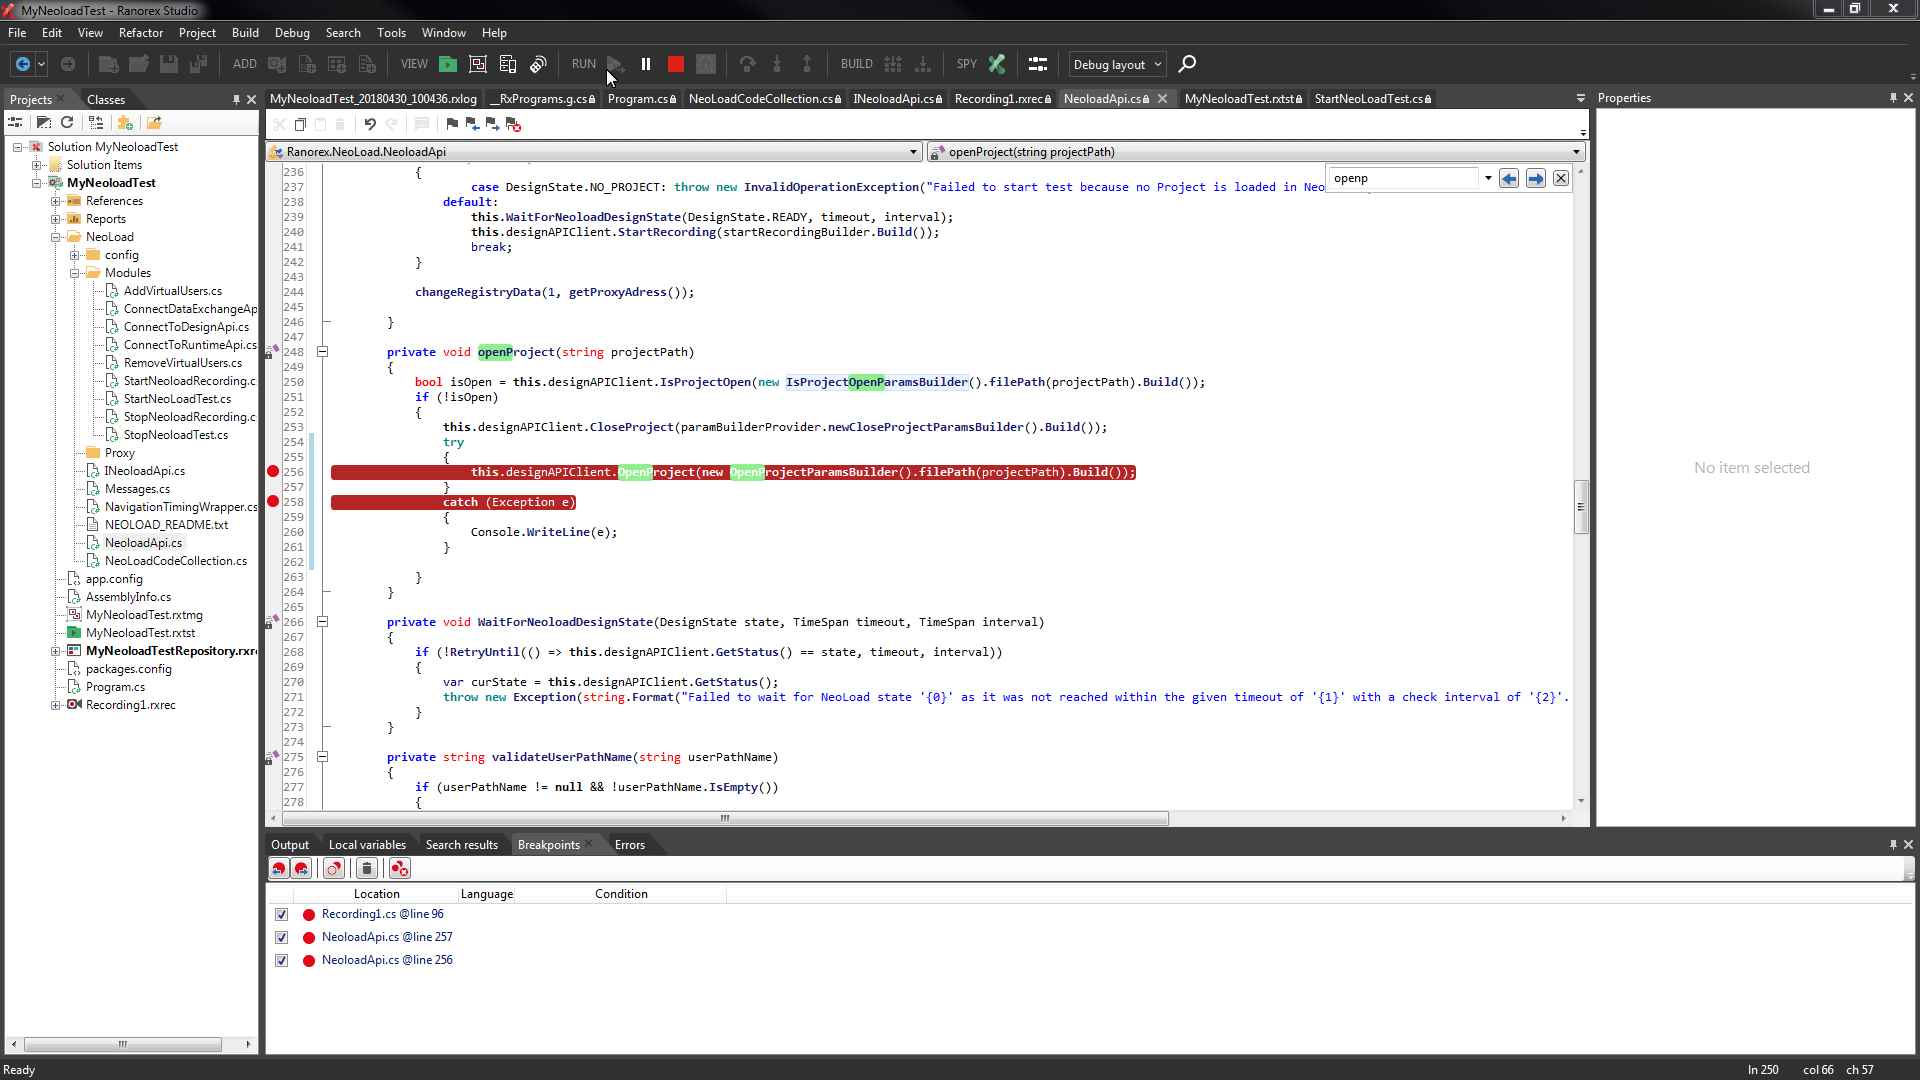 MyNeoloadTest - Ranorex Studio
File Edit View Refactor Project Build Debug Search Tools Window Help
ADD VIEW RUN BUILD SPY Debug layout
Projects Classes
MyNeoloadTest_20180430_100436.rxlog __RxPrograms.g.cs Program.cs NeoLoadCodeCollection.cs INeoloadApi.cs Recording1.rxrec NeoloadApi.cs MyNeoloadTest.rxtst StartNeoLoadTest.cs
Properties
Ranorex.NeoLoad.NeoloadApi
openProject(string projectPath)
openp
Solution MyNeoloadTest
Solution Items
MyNeoloadTest
References
Reports
NeoLoad
config
Modules
AddVirtualUsers.cs
ConnectDataExchangeAp
ConnectToDesignApi.cs
ConnectToRuntimeApi.cs
RemoveVirtualUsers.cs
StartNeoloadRecording.c
StartNeoLoadTest.cs
StopNeoloadRecording.c
StopNeoloadTest.cs
Proxy
INeoloadApi.cs
Messages.cs
NavigationTimingWrapper.cs
NEOLOAD_README.txt
NeoloadApi.cs
NeoLoadCodeCollection.cs
app.config
AssemblyInfo.cs
MyNeoloadTest.rxtmg
MyNeoloadTest.rxtst
MyNeoloadTestRepository.rxr
packages.config
Program.cs
Recording1.rxrec
236 {
237 case DesignState.NO_PROJECT: throw new InvalidOperationException("Failed to start test because no Project is loaded in Neo
238 default:
239 this.WaitForNeoloadDesignState(DesignState.READY, timeout, interval);
240 this.designAPIClient.StartRecording(startRecordingBuilder.Build());
241 break;
242 }
243
244 changeRegistryData(1, getProxyAdress());
245
246 }
247
248 private void openProject(string projectPath)
249 {
250 bool isOpen = this.designAPIClient.IsProjectOpen(new IsProjectOpenParamsBuilder().filePath(projectPath).Build());
251 if (!isOpen)
252 {
253 this.designAPIClient.CloseProject(paramBuilderProvider.newCloseProjectParamsBuilder().Build());
254 try
255 {
256 this.designAPIClient.OpenProject(new OpenProjectParamsBuilder().filePath(projectPath).Build());
257 }
258 catch (Exception e)
259 {
260 Console.WriteLine(e);
261 }
262
263 }
264 }
265
266 private void WaitForNeoloadDesignState(DesignState state, TimeSpan timeout, TimeSpan interval)
267 {
268 if (!RetryUntil(() => this.designAPIClient.GetStatus() == state, timeout, interval))
269 {
270 var curState = this.designAPIClient.GetStatus();
271 throw new Exception(string.Format("Failed to wait for NeoLoad state '{0}' as it was not reached within the given timeout of '{1}' with a check interval of '{2}'.
272 }
273 }
274
275 private string validateUserPathName(string userPathName)
276 {
277 if (userPathName != null && !userPathName.IsEmpty())
278 {
No item selected
Output Local variables Search results Breakpoints Errors
Location Language Condition
Recording1.cs @line 96
NeoloadApi.cs @line 257
NeoloadApi.cs @line 256
Ready
ln 250 col 66 ch 57